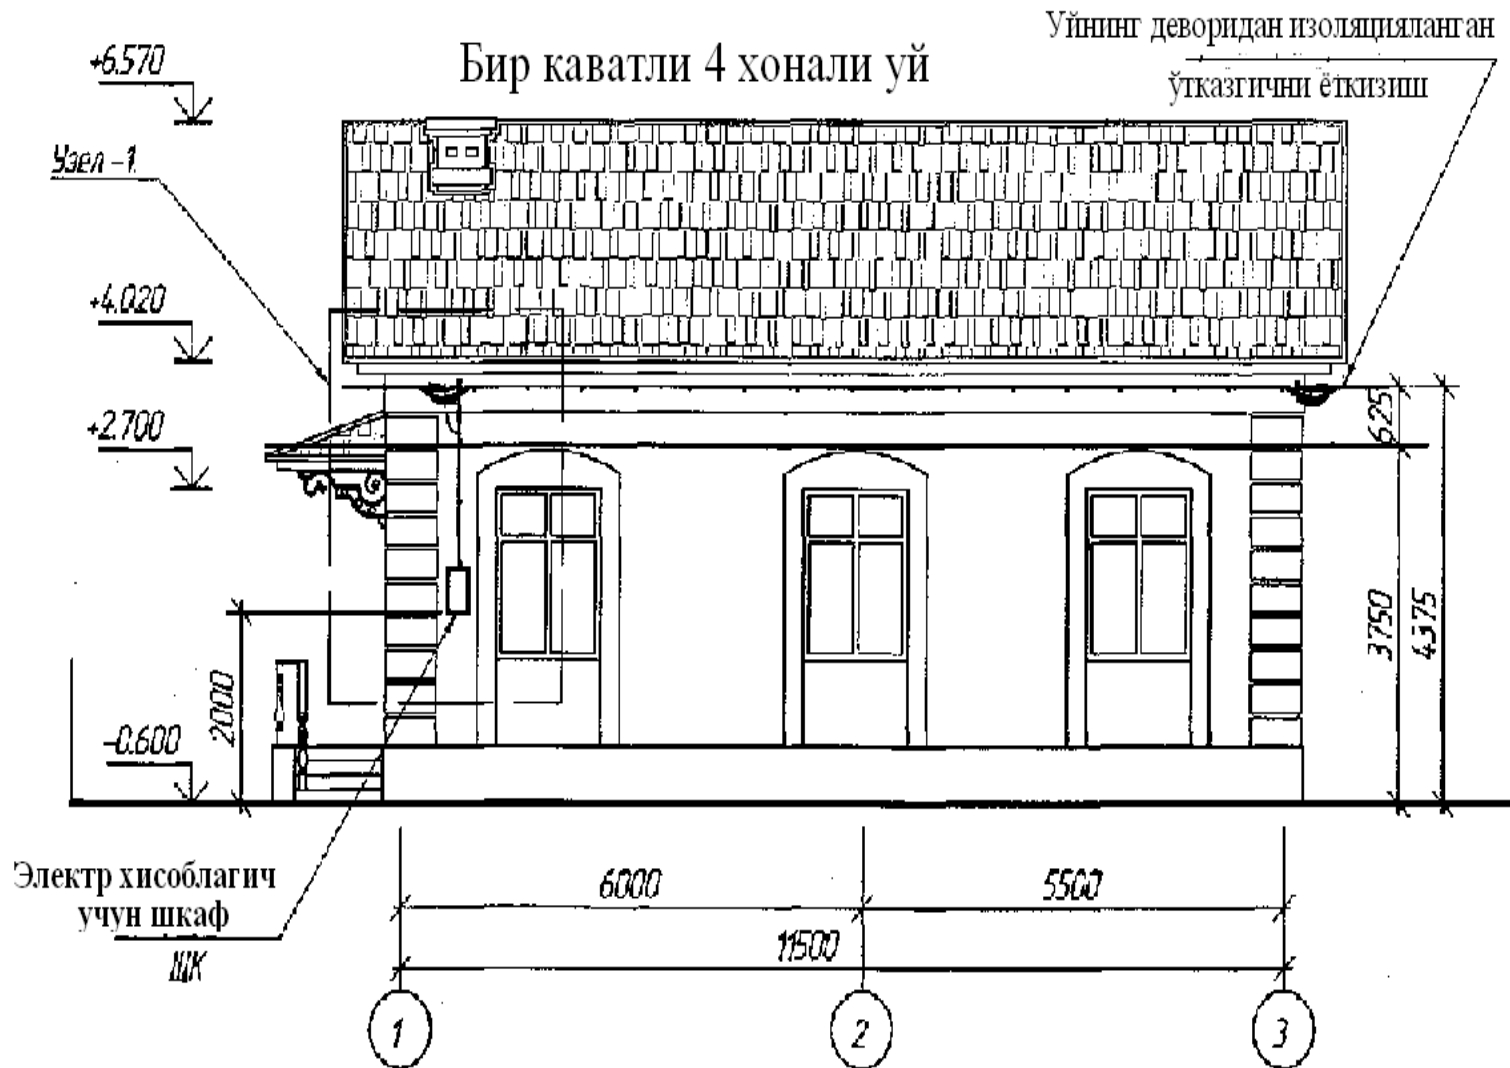 Уйнинг деворидан изоляцияланган
ўтказгични ёткизиш
Бир каватли 4 хонали уй
+6.570
Узел-1
+4.020
+2.700
-0.600
2000
625
3750
4375
Электр хисоблагич
учун шкаф
ЩК
6000
5500
11500
1
2
3